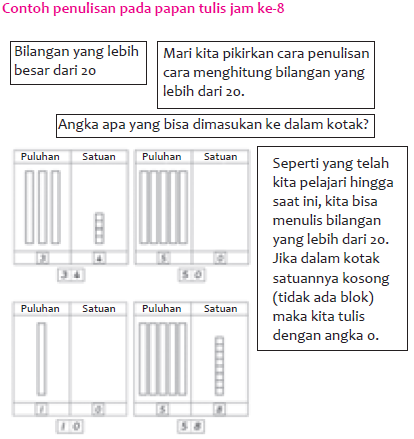 Contoh penulisan pada papan tulis jam ke-8
Bilangan yang lebih
besar dari 20
Mari kita pikirkan cara penulisan
cara menghitung bilangan yang
lebih dari 20.
Angka apa yang bisa dimasukan ke dalam kotak?
Puluhan Satuan
3 4
3 4
Puluhan Satuan
5 0
5 0
Seperti yang telah
kita pelajari hingga
saat ini, kita bisa
menulis bilangan
yang lebih dari 20.
Jika dalam kotak
satuannya kosong
(tidak ada blok)
maka kita tulis
dengan angka 0.
Puluhan Satuan
1 0
1 0
Puluhan Satuan
5 8
5 8